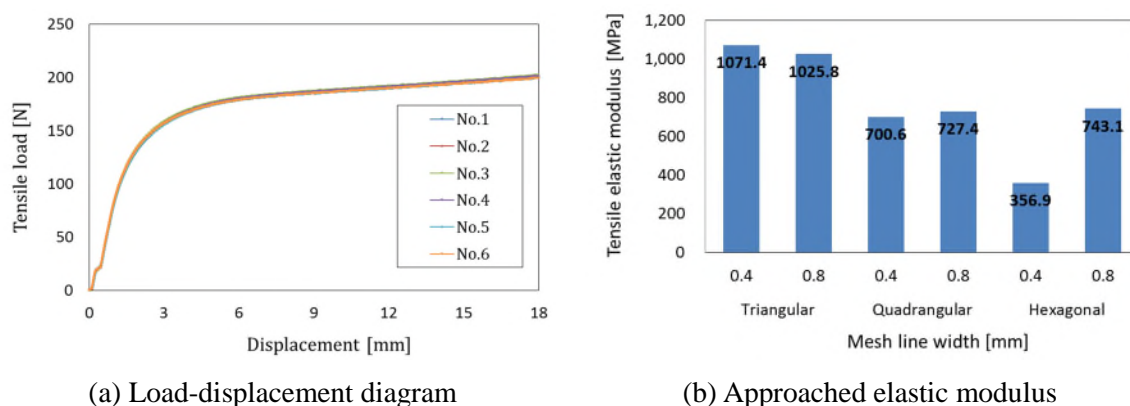 250
200
150
100
50
0
Tensile load [N]
0 3 6 9 12 15 18
Displacement [mm]
No.1
No.2
No.3
No.4
No.5
No.6
(a) Load-displacement diagram
1,200
1,000
800
600
400
200
0
Tensile elastic modulus [MPa]
1071.4
1025.8
700.6
727.4
356.9
743.1
0.4 0.8 0.4 0.8 0.4 0.8
Triangular Quadrangular Hexagonal
Mesh line width [mm]
(b) Approached elastic modulus